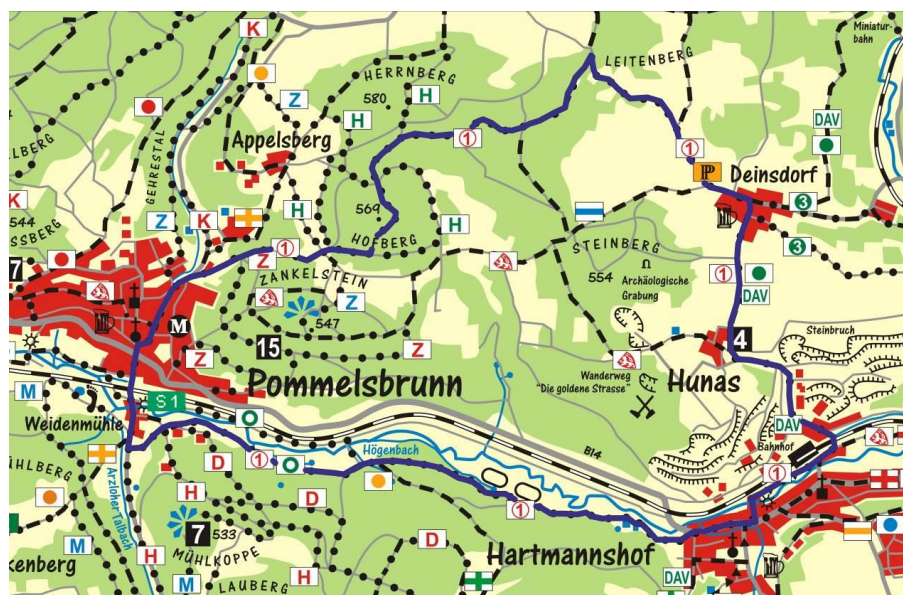 K
LEITENBERG
Miniatur-
bahn
HERRNBERG
580
Z
H
H
DAV
GEHRESTAL
Appelsberg
1
1
P
Deinsdorf
K
544
Z
K
H
569
HOFBERG
H
3
STEINBERG
3
7
1
Z
ZANKELSTEIN
Z
554
Archäologische
Grabung
1
DAV
547
M
15
Z
Z
4
Steinbruch
Pommelsbrunn
Wanderweg
"Die goldene Strasse"
Hunas
M
S1
Weidenmühle
Högenbach
B14
DAV
Bahnhof
1
D
1
Arzloher Talbach
H
D
7
533
MÜHLKOPPE
1
M
D
Hartmannshof
kenberg
H
M
LAUBERG
H
DAV